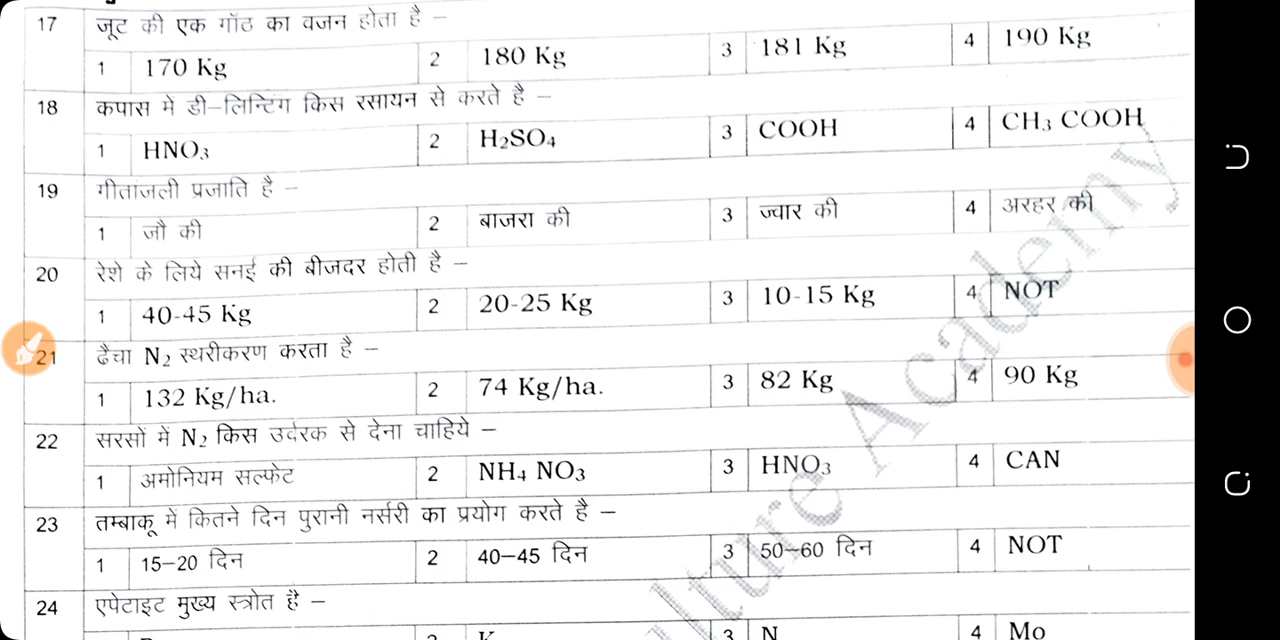 17 जूट की एक गॉठ का वजन होता है –
1 170 Kg 2 180 Kg 3 181 Kg 4 190 Kg
18 कपास में डी–लिन्टिंग किस रसायन से करते है –
1 HNO₃ 2 H₂SO₄ 3 COOH 4 CH₃ COOH
19 गीतांजली प्रजाति है –
1 जौ की 2 बाजरा की 3 ज्वार की 4 अरहर की
20 रेशे के लिये सनई की बीजदर होती है –
1 40-45 Kg 2 20-25 Kg 3 10-15 Kg 4 NOT
21 ढैचा N₂ स्थरीकरण करता है –
1 132 Kg/ha. 2 74 Kg/ha. 3 82 Kg 4 90 Kg
22 सरसों में N₂ किस उर्वरक से देना चाहिये –
1 अमोनियम सल्फेट 2 NH₄ NO₃ 3 HNO₃ 4 CAN
23 तम्बाकू में कितने दिन पुरानी नर्सरी का प्रयोग करते है –
1 15–20 दिन 2 40–45 दिन 3 50–60 दिन 4 NOT
24 एपेटाइट मुख्य स्त्रोत है –
2 K 3 N 4 Mo
Academy